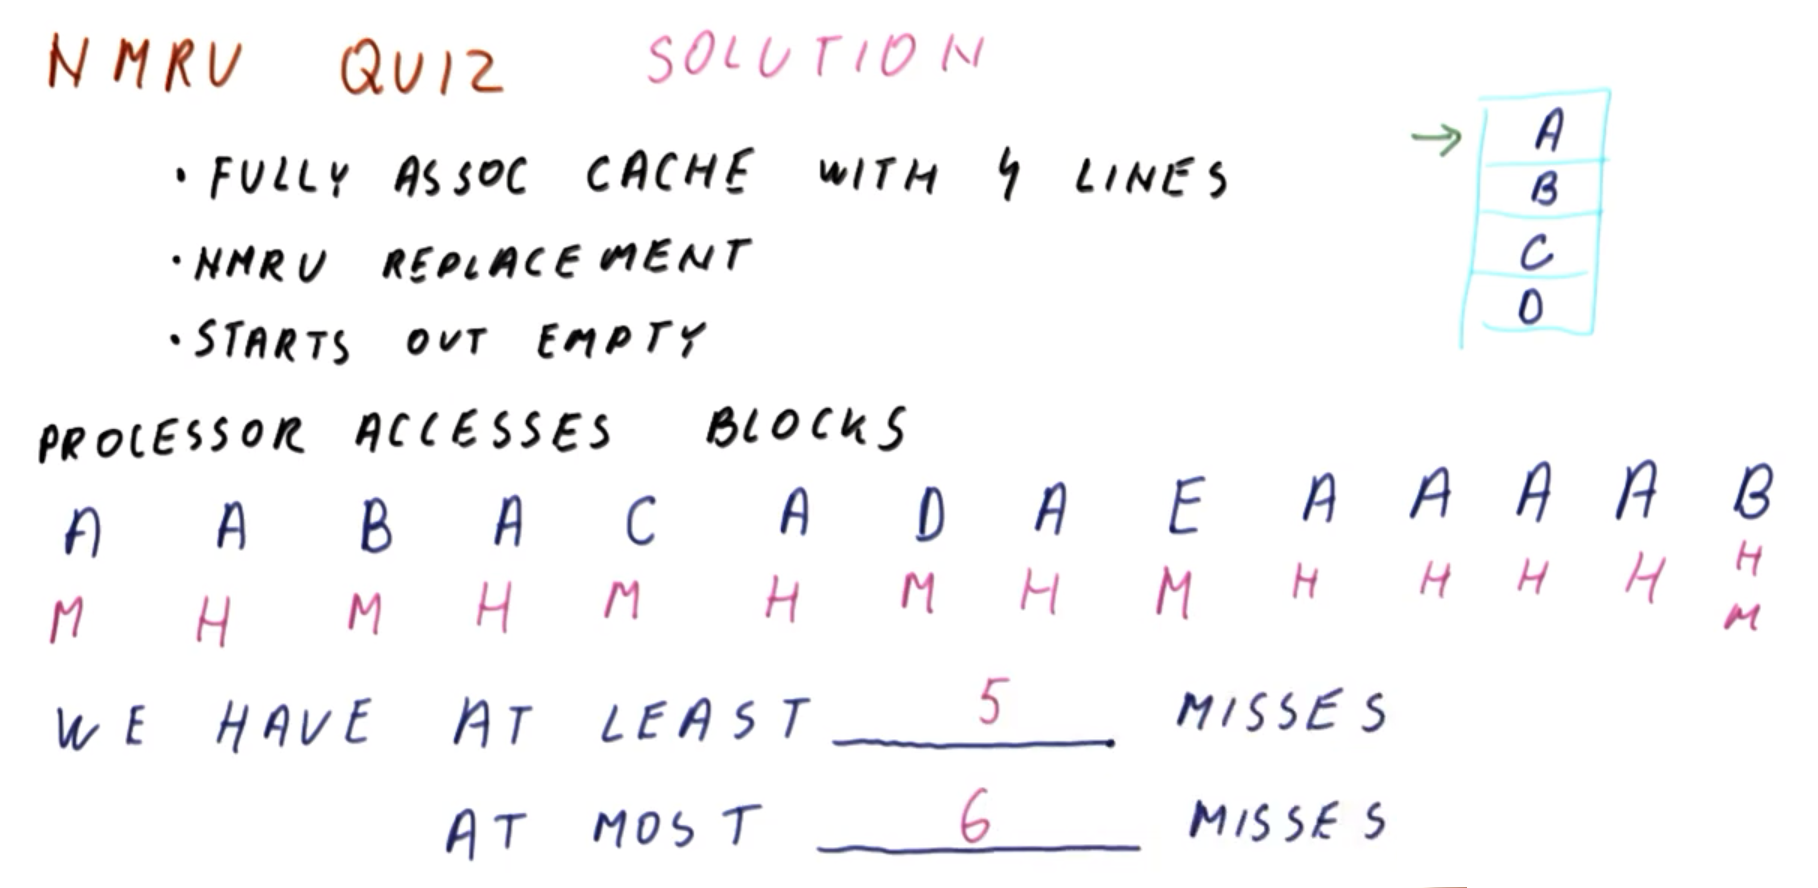 NMRU QUIZ SOLUTION
→ A
B
C
D
• FULLY ASSOC CACHE WITH 4 LINES
• NMRU REPLACEMENT
• STARTS OUT EMPTY
PROCESSOR ACCESSES BLOCKS
A A B A C A D A E A A A A B
M H M H M H M H M H H H H H
M
WE HAVE AT LEAST 5 MISSES
AT MOST 6 MISSES